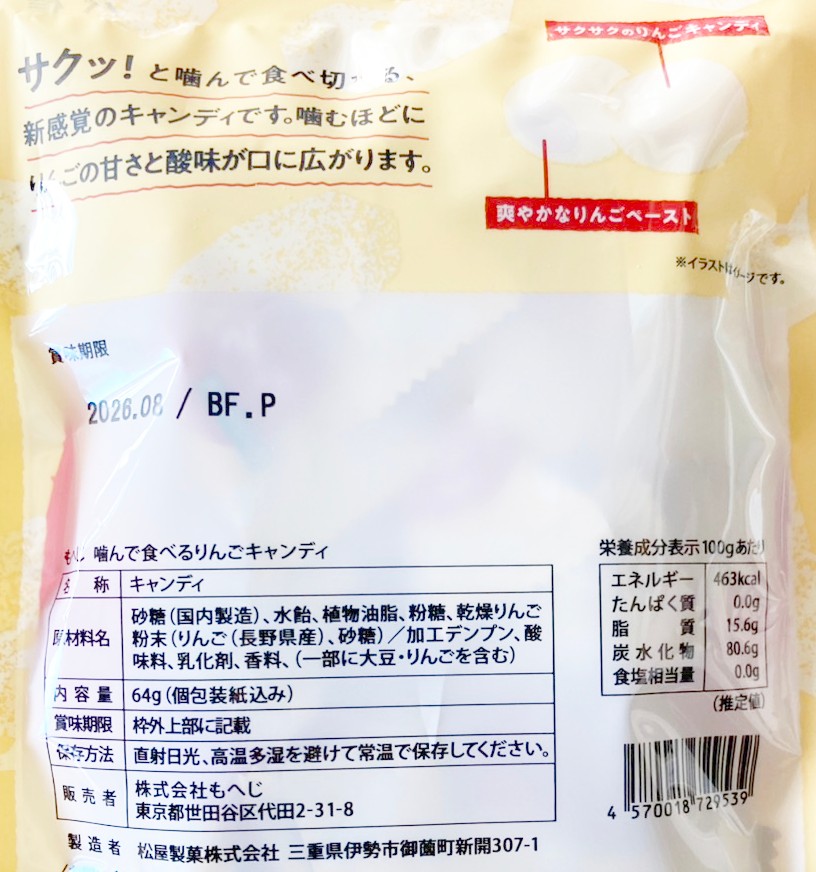 サクッ!と噛んで食べ切れる、
新感覚のキャンディです。噛むほどに
りんごの甘さと酸味が口に広がります。
サクサクのりんごキャンディ
爽やかなりんごペースト
※イラストはイメージです。
賞味期限
2026.08 / BF.P
もへじ 噛んで食べるりんごキャンディ
名称 キャンディ
原材料名 砂糖(国内製造)、水飴、植物油脂、粉糖、乾燥りんご
粉末(りんご(長野県産)、砂糖)/加工デンプン、酸
味料、乳化剤、香料、(一部に大豆・りんごを含む)
内容量 64g(個包装紙込み)
賞味期限 枠外上部に記載
保存方法 直射日光、高温多湿を避けて常温で保存してください。
販売者 株式会社もへじ
東京都世田谷区代田2-31-8
製造者 松屋製菓株式会社 三重県伊勢市御薗町新開307-1
栄養成分表示100gあたり
エネルギー 463kcal
たんぱく質 0.0g
脂質 15.6g
炭水化物 80.6g
食塩相当量 0.0g
(推定値)
4 570018 729539